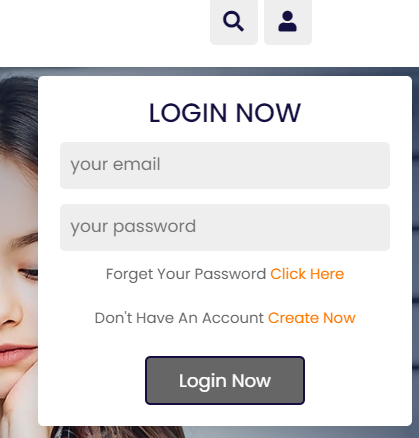 LOGIN NOW
your email
your password
Forget Your Password Click Here
Don't Have An Account Create Now
Login Now